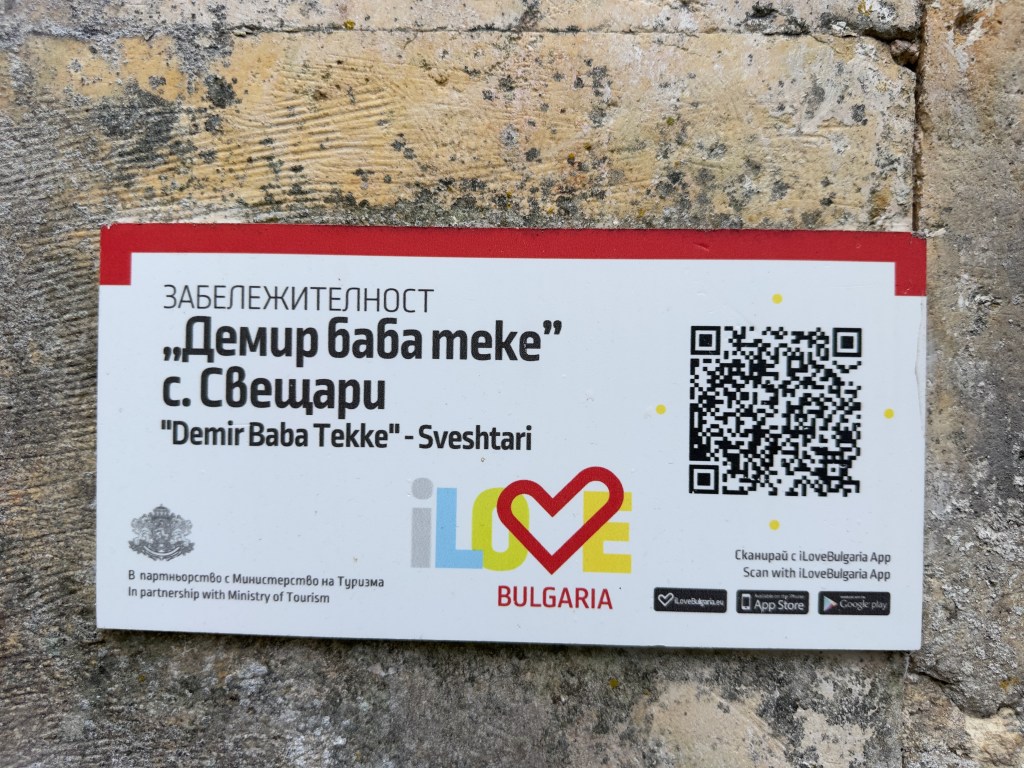 ЗАБЕЛЕЖИТЕЛНОСТ
„Демир баба теке”
с. Свещари
"Demir Baba Tekke" - Sveshtari
iLOVE
BULGARIA
В партньорство с Министерство на Туризма
In partnership with Ministry of Tourism
Сканирай с iLoveBulgaria App
Scan with iLoveBulgaria App
iLoveBulgaria.eu
App Store
Google play